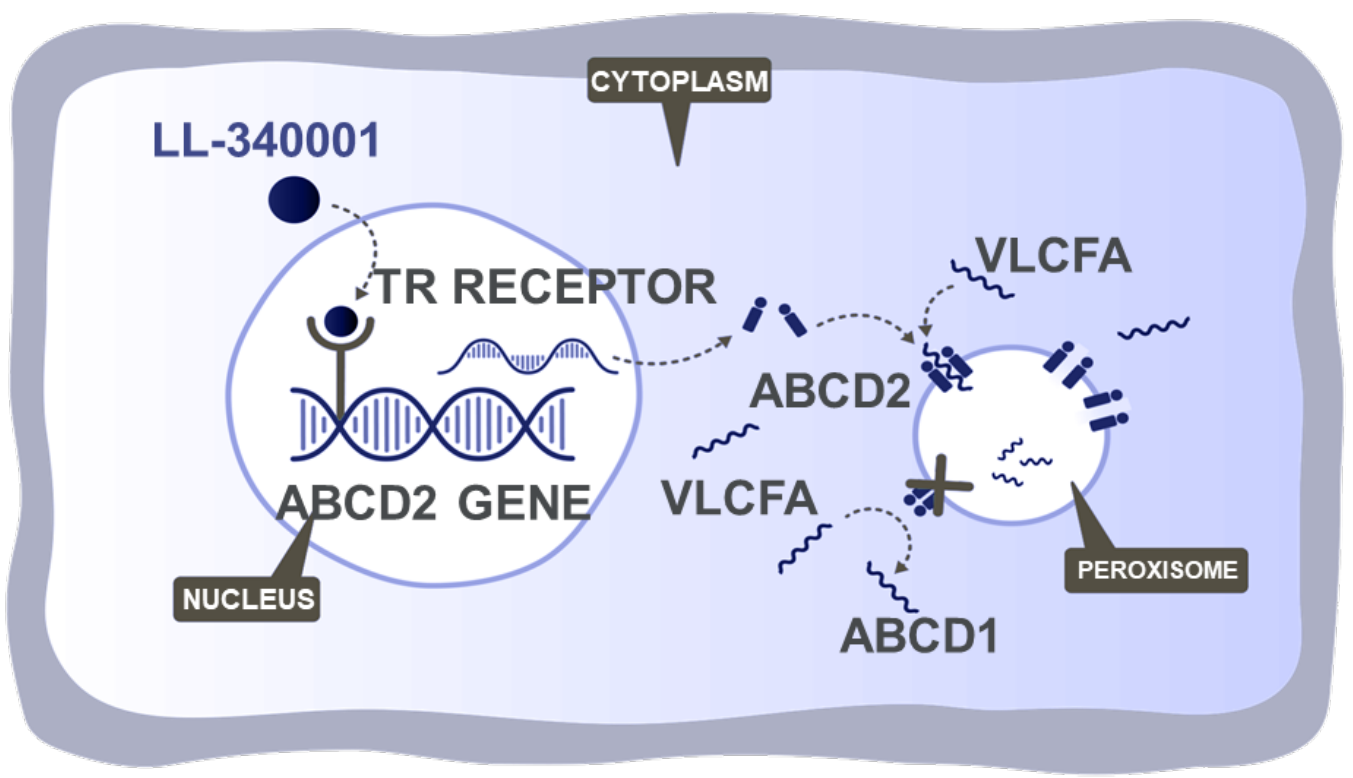 CYTOPLASM
LL-340001
VLCFA
TR RECEPTOR
ABCD2
VLCFA
ABCD2 GENE
PEROXISOME
NUCLEUS
ABCD1